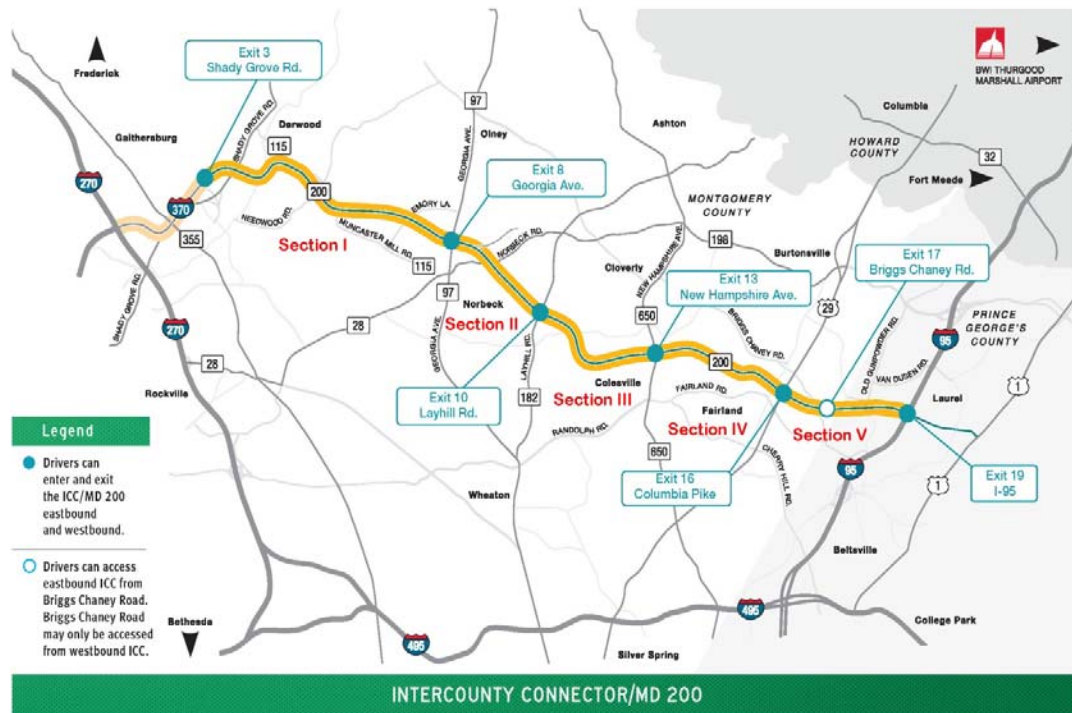 Exit 3
Shady Grove Rd.
Frederick
BWI THURGOOD
MARSHALL AIRPORT
97
Columbia
Gaithersburg
SHADY GROVE RD.
Derwood
Olney
Ashton
HOWARD
COUNTY
32
115
GEORGIA AVE.
Exit 8
Georgia Ave.
Fort Meade
270
200
370
NEEDWOOD RD.
EMORY LA.
MONTGOMERY
COUNTY
355
Section I
MUNCASTER MILL RD.
NORBECK RD.
NEW HAMPSHIRE AVE.
198
Burtonsville
Exit 17
Briggs Chaney Rd.
115
Cloverly
Exit 13
New Hampshire Ave.
SHADY GROVE RD.
97
Norbeck
650
29
PRINCE
GEORGE'S
COUNTY
270
28
Section II
BRIGGS CHANEY RD.
OLD GUNPOWDER RD.
95
GEORGIA AVE.
LAYHILL RD.
200
VAN DUSEN RD.
1
28
Colesville
FAIRLAND RD.
Laurel
Rockville
Exit 10
Layhill Rd.
182
Section III
Fairland
Section IV
Section V
RANDOLPH RD.
CHERRY HILL RD.
650
95
Exit 16
Columbia Pike
Exit 19
I-95
1
Wheaton
Beltsville
Legend
Drivers can
enter and exit
the ICC/MD 200
eastbound
and westbound.
Drivers can access
eastbound ICC from
Briggs Chaney Road.
Briggs Chaney Road
may only be accessed
from westbound ICC.
Bethesda
495
495
College Park
Silver Spring
INTERCOUNTY CONNECTOR/MD 200